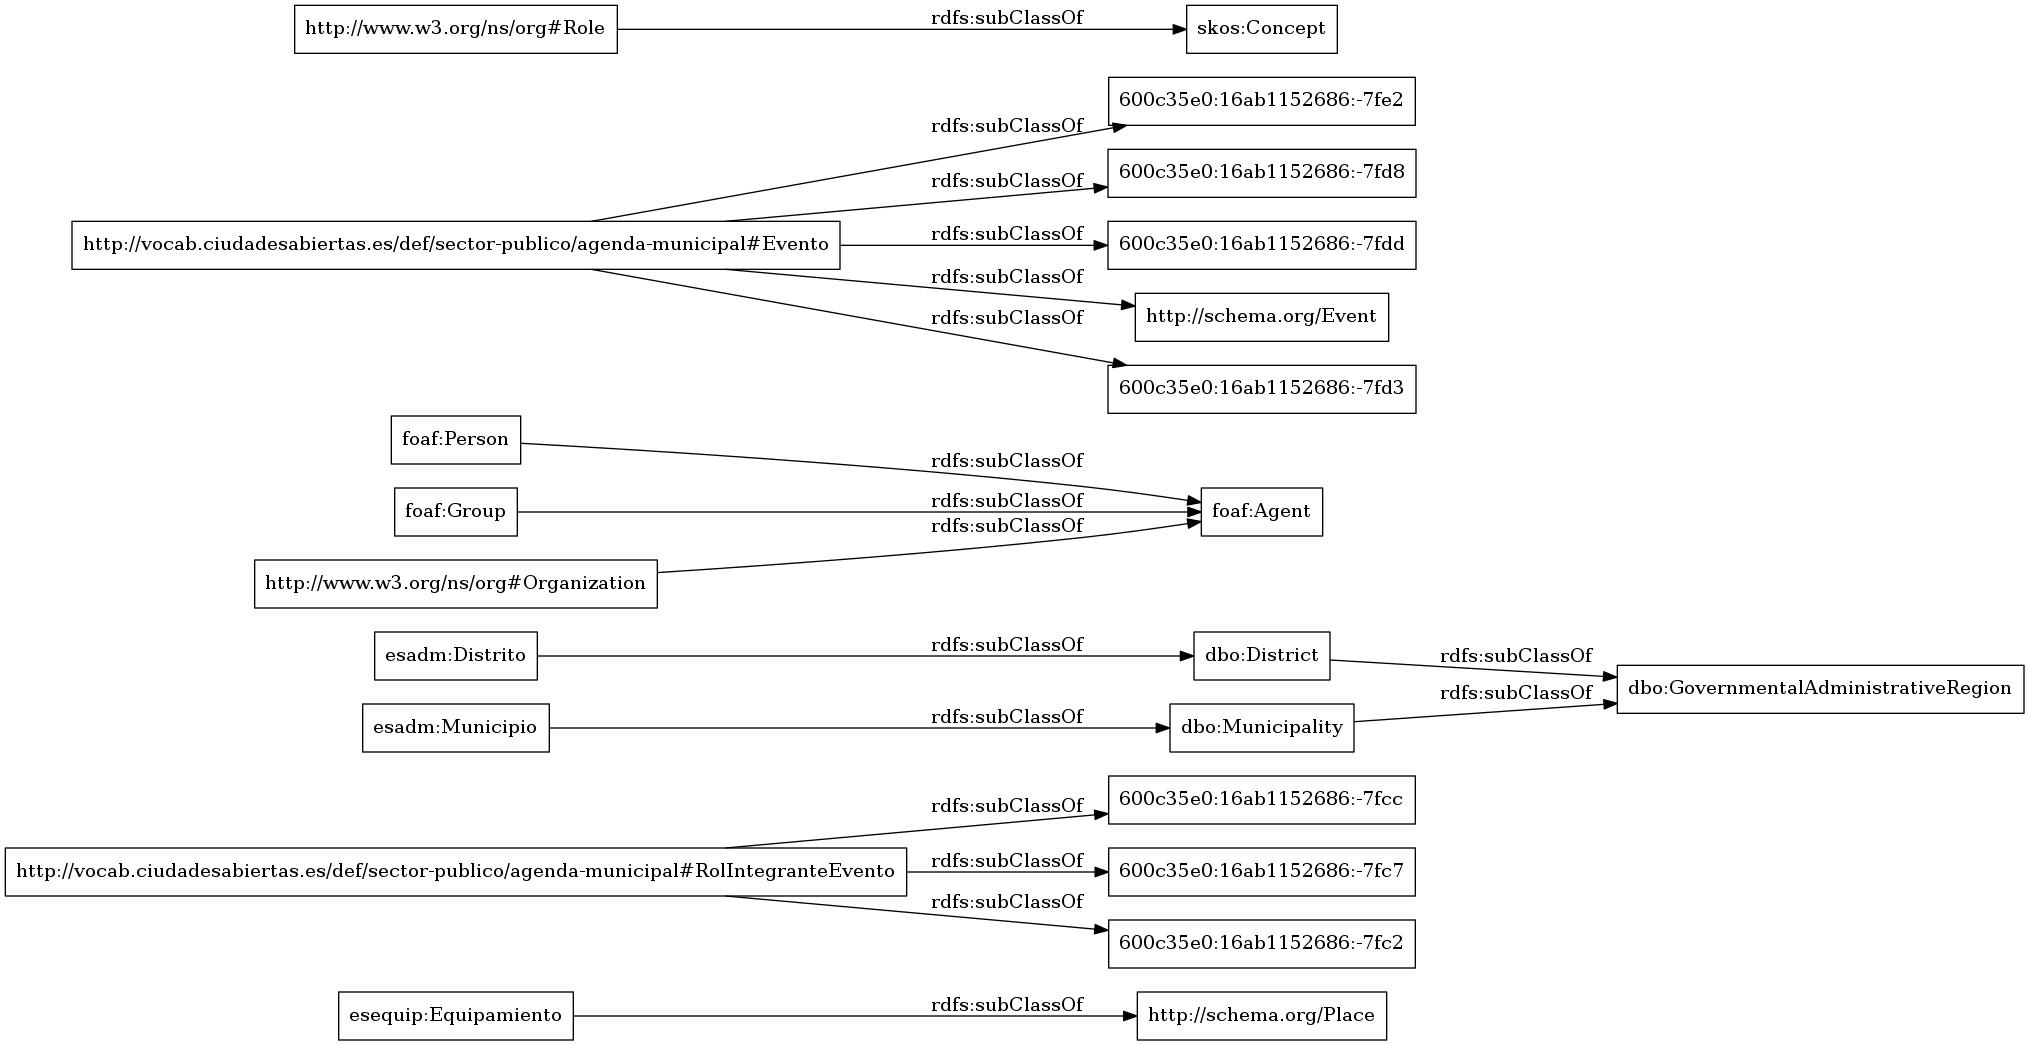 http://www.w3.org/ns/org#Role
rdfs:subClassOf
skos:Concept
600c35e0:16ab1152686:-7fe2
rdfs:subClassOf
600c35e0:16ab1152686:-7fd8
rdfs:subClassOf
http://vocab.ciudadesabiertas.es/def/sector-publico/agenda-municipal#Evento
rdfs:subClassOf
600c35e0:16ab1152686:-7fdd
rdfs:subClassOf
http://schema.org/Event
rdfs:subClassOf
600c35e0:16ab1152686:-7fd3
foaf:Person
rdfs:subClassOf
foaf:Group
rdfs:subClassOf
foaf:Agent
rdfs:subClassOf
http://www.w3.org/ns/org#Organization
esadm:Distrito
rdfs:subClassOf
dbo:District
rdfs:subClassOf
dbo:GovernmentalAdministrativeRegion
rdfs:subClassOf
esadm:Municipio
rdfs:subClassOf
dbo:Municipality
600c35e0:16ab1152686:-7fcc
rdfs:subClassOf
http://vocab.ciudadesabiertas.es/def/sector-publico/agenda-municipal#RolIntegranteEvento
rdfs:subClassOf
600c35e0:16ab1152686:-7fc7
rdfs:subClassOf
600c35e0:16ab1152686:-7fc2
esequip:Equipamiento
rdfs:subClassOf
http://schema.org/Place